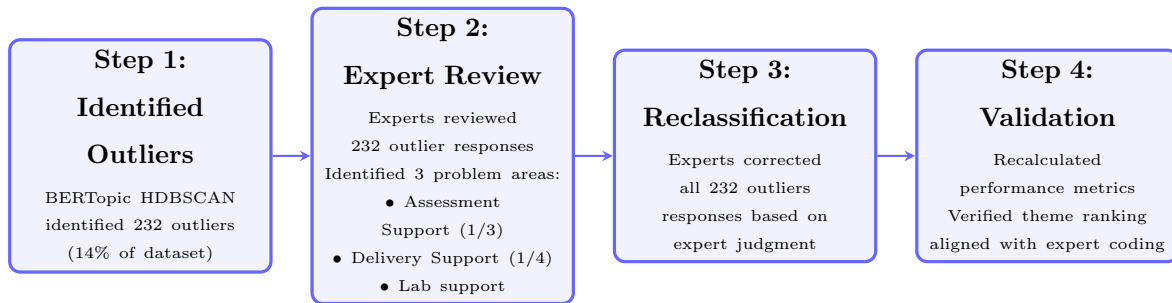 Step 1:
Identified
Outliers
BERTopic HDBSCAN
identified 232 outliers
(14% of dataset)
Step 2:
Expert Review
Experts reviewed
232 outlier responses
Identified 3 problem areas:
• Assessment
Support (1/3)
• Delivery Support (1/4)
• Lab support
Step 3:
Reclassification
Experts corrected
all 232 outliers
responses based on
expert judgment
Step 4:
Validation
Recalculated
performance metrics
Verified theme ranking
aligned with expert coding